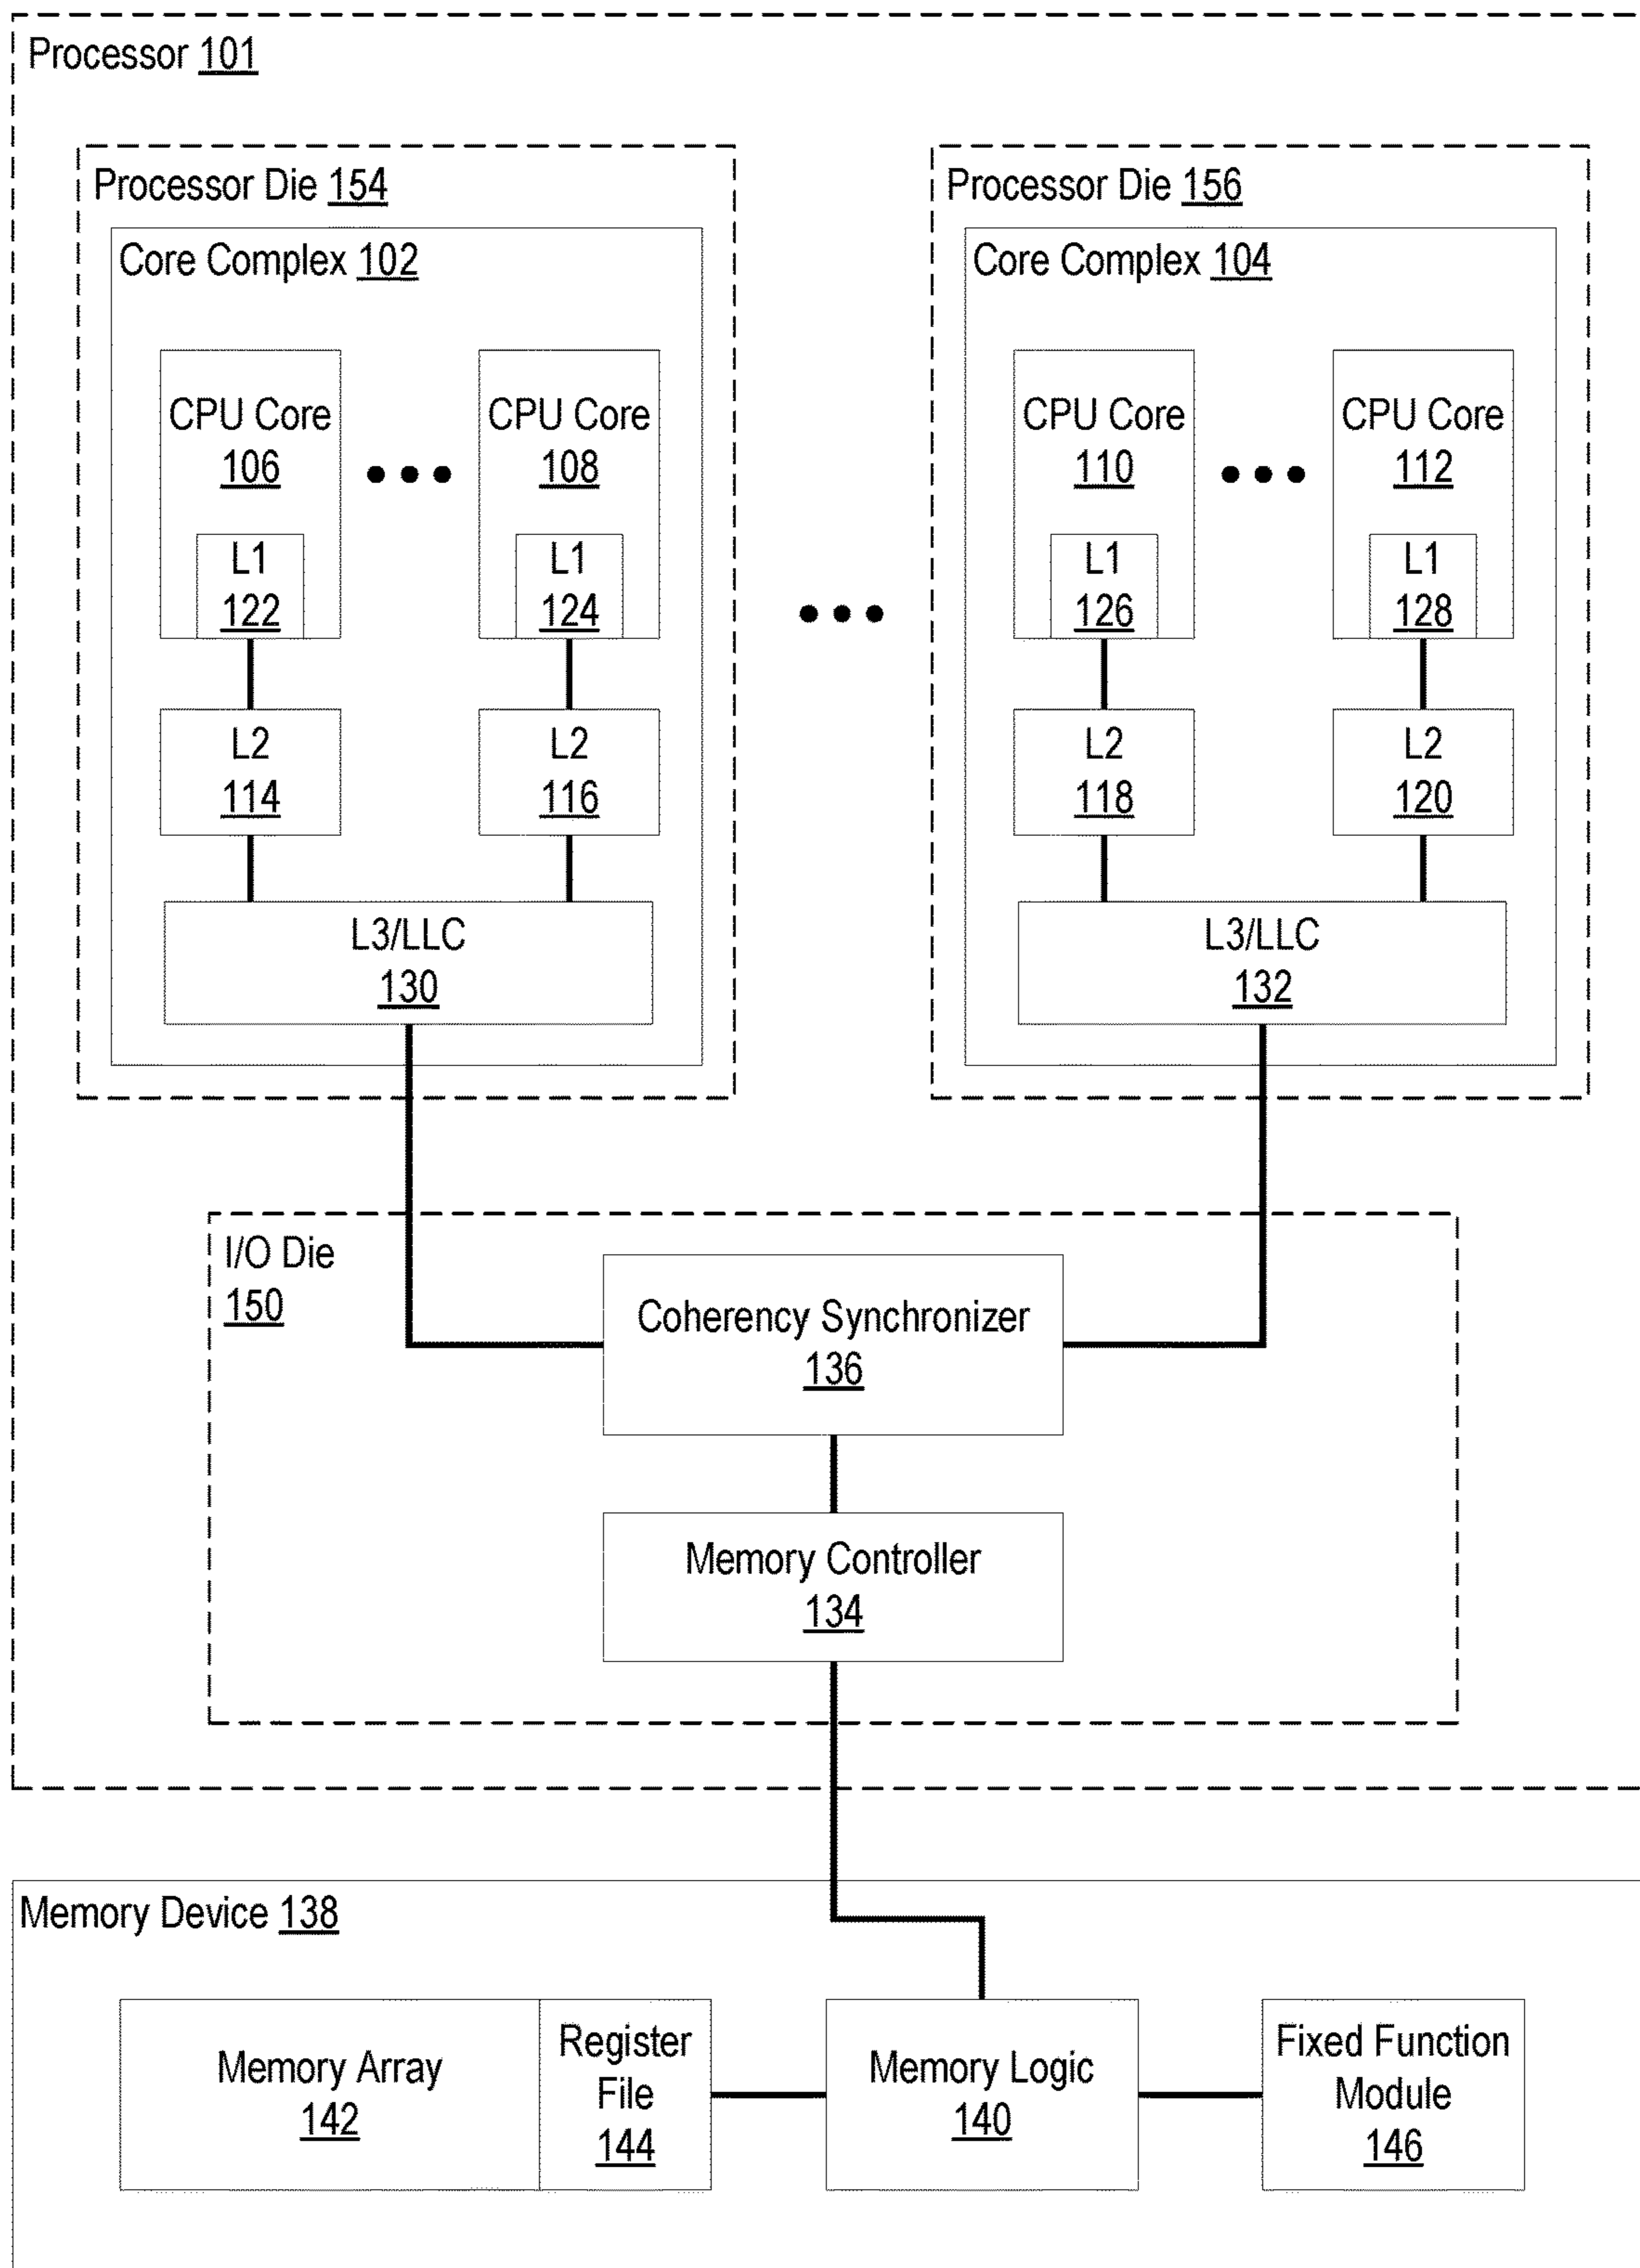 Processor 101
Processor Die 154
Core Complex 102
CPU Core
106
L1
122
CPU Core
108
L1
124
L2
114
L2
116
L3/LLC
130
Processor Die 156
Core Complex 104
CPU Core
110
L1
126
CPU Core
112
L1
128
L2
118
L2
120
L3/LLC
132
I/O Die
150
Coherency Synchronizer
136
Memory Controller
134
Memory Device 138
Memory Array
142
Register
File
144
Memory Logic
140
Fixed Function
Module
146